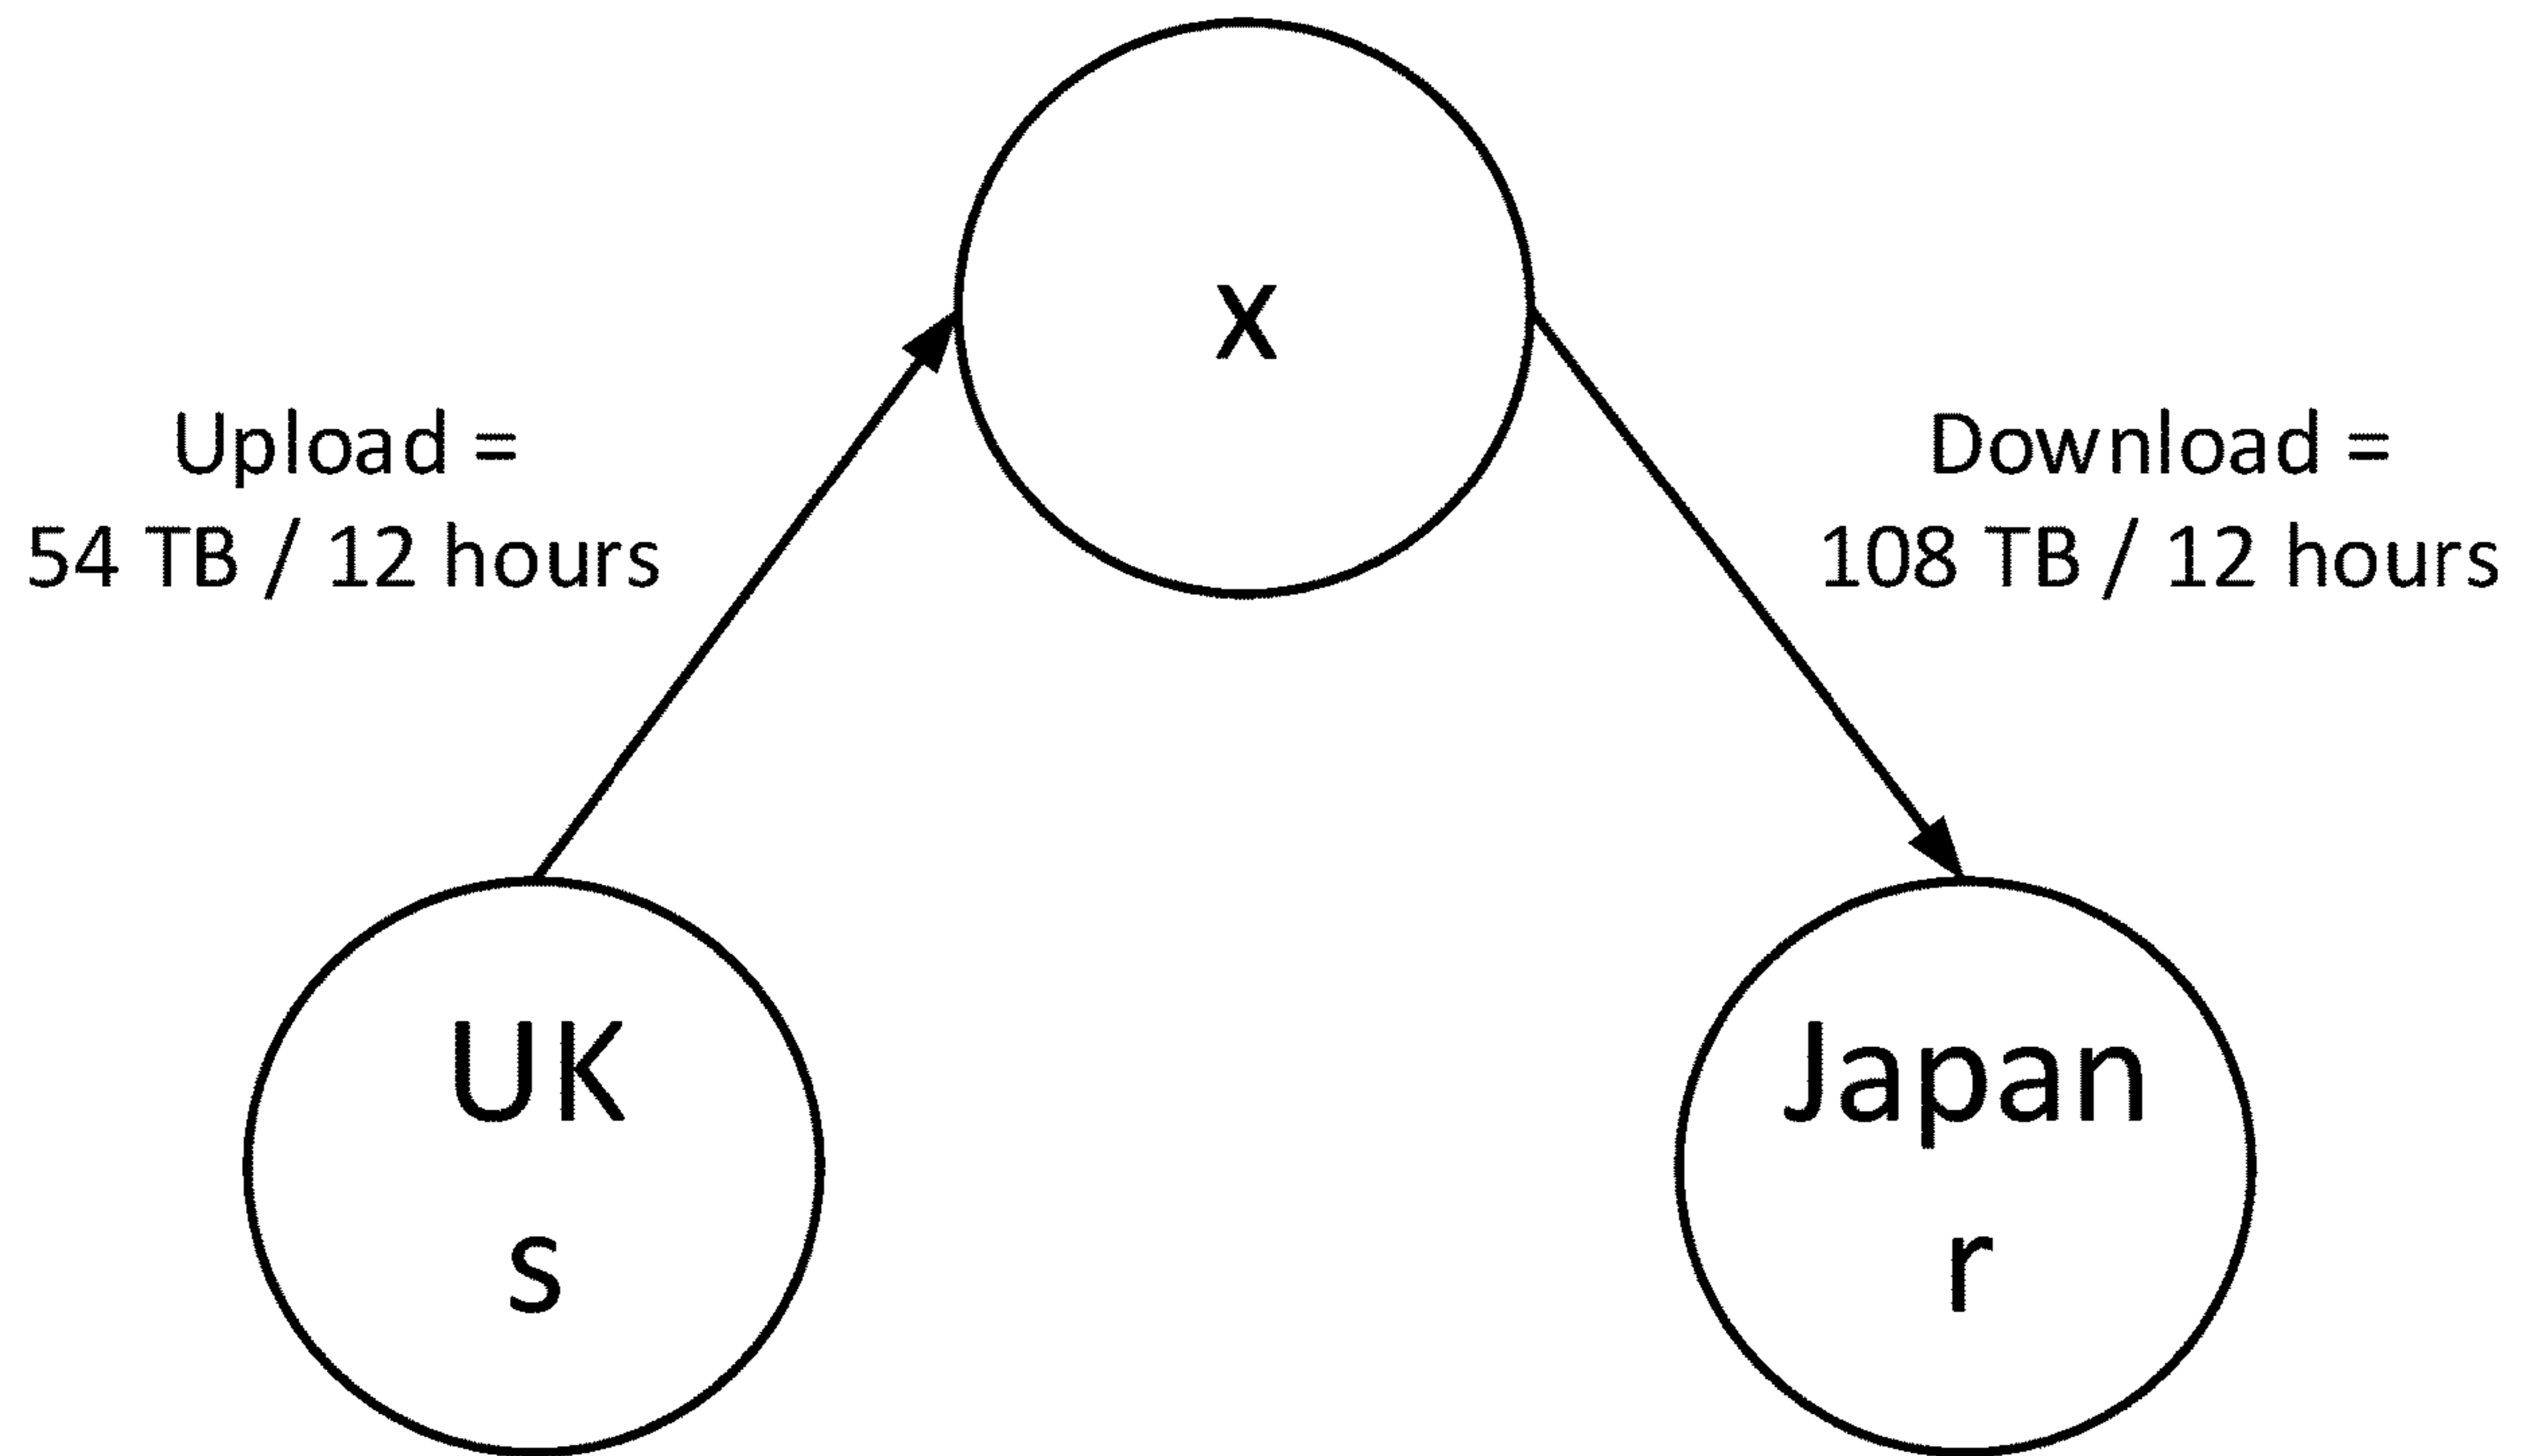 x
Upload =
54 TB / 12 hours
Download =
108 TB / 12 hours
UK
s
Japan
r